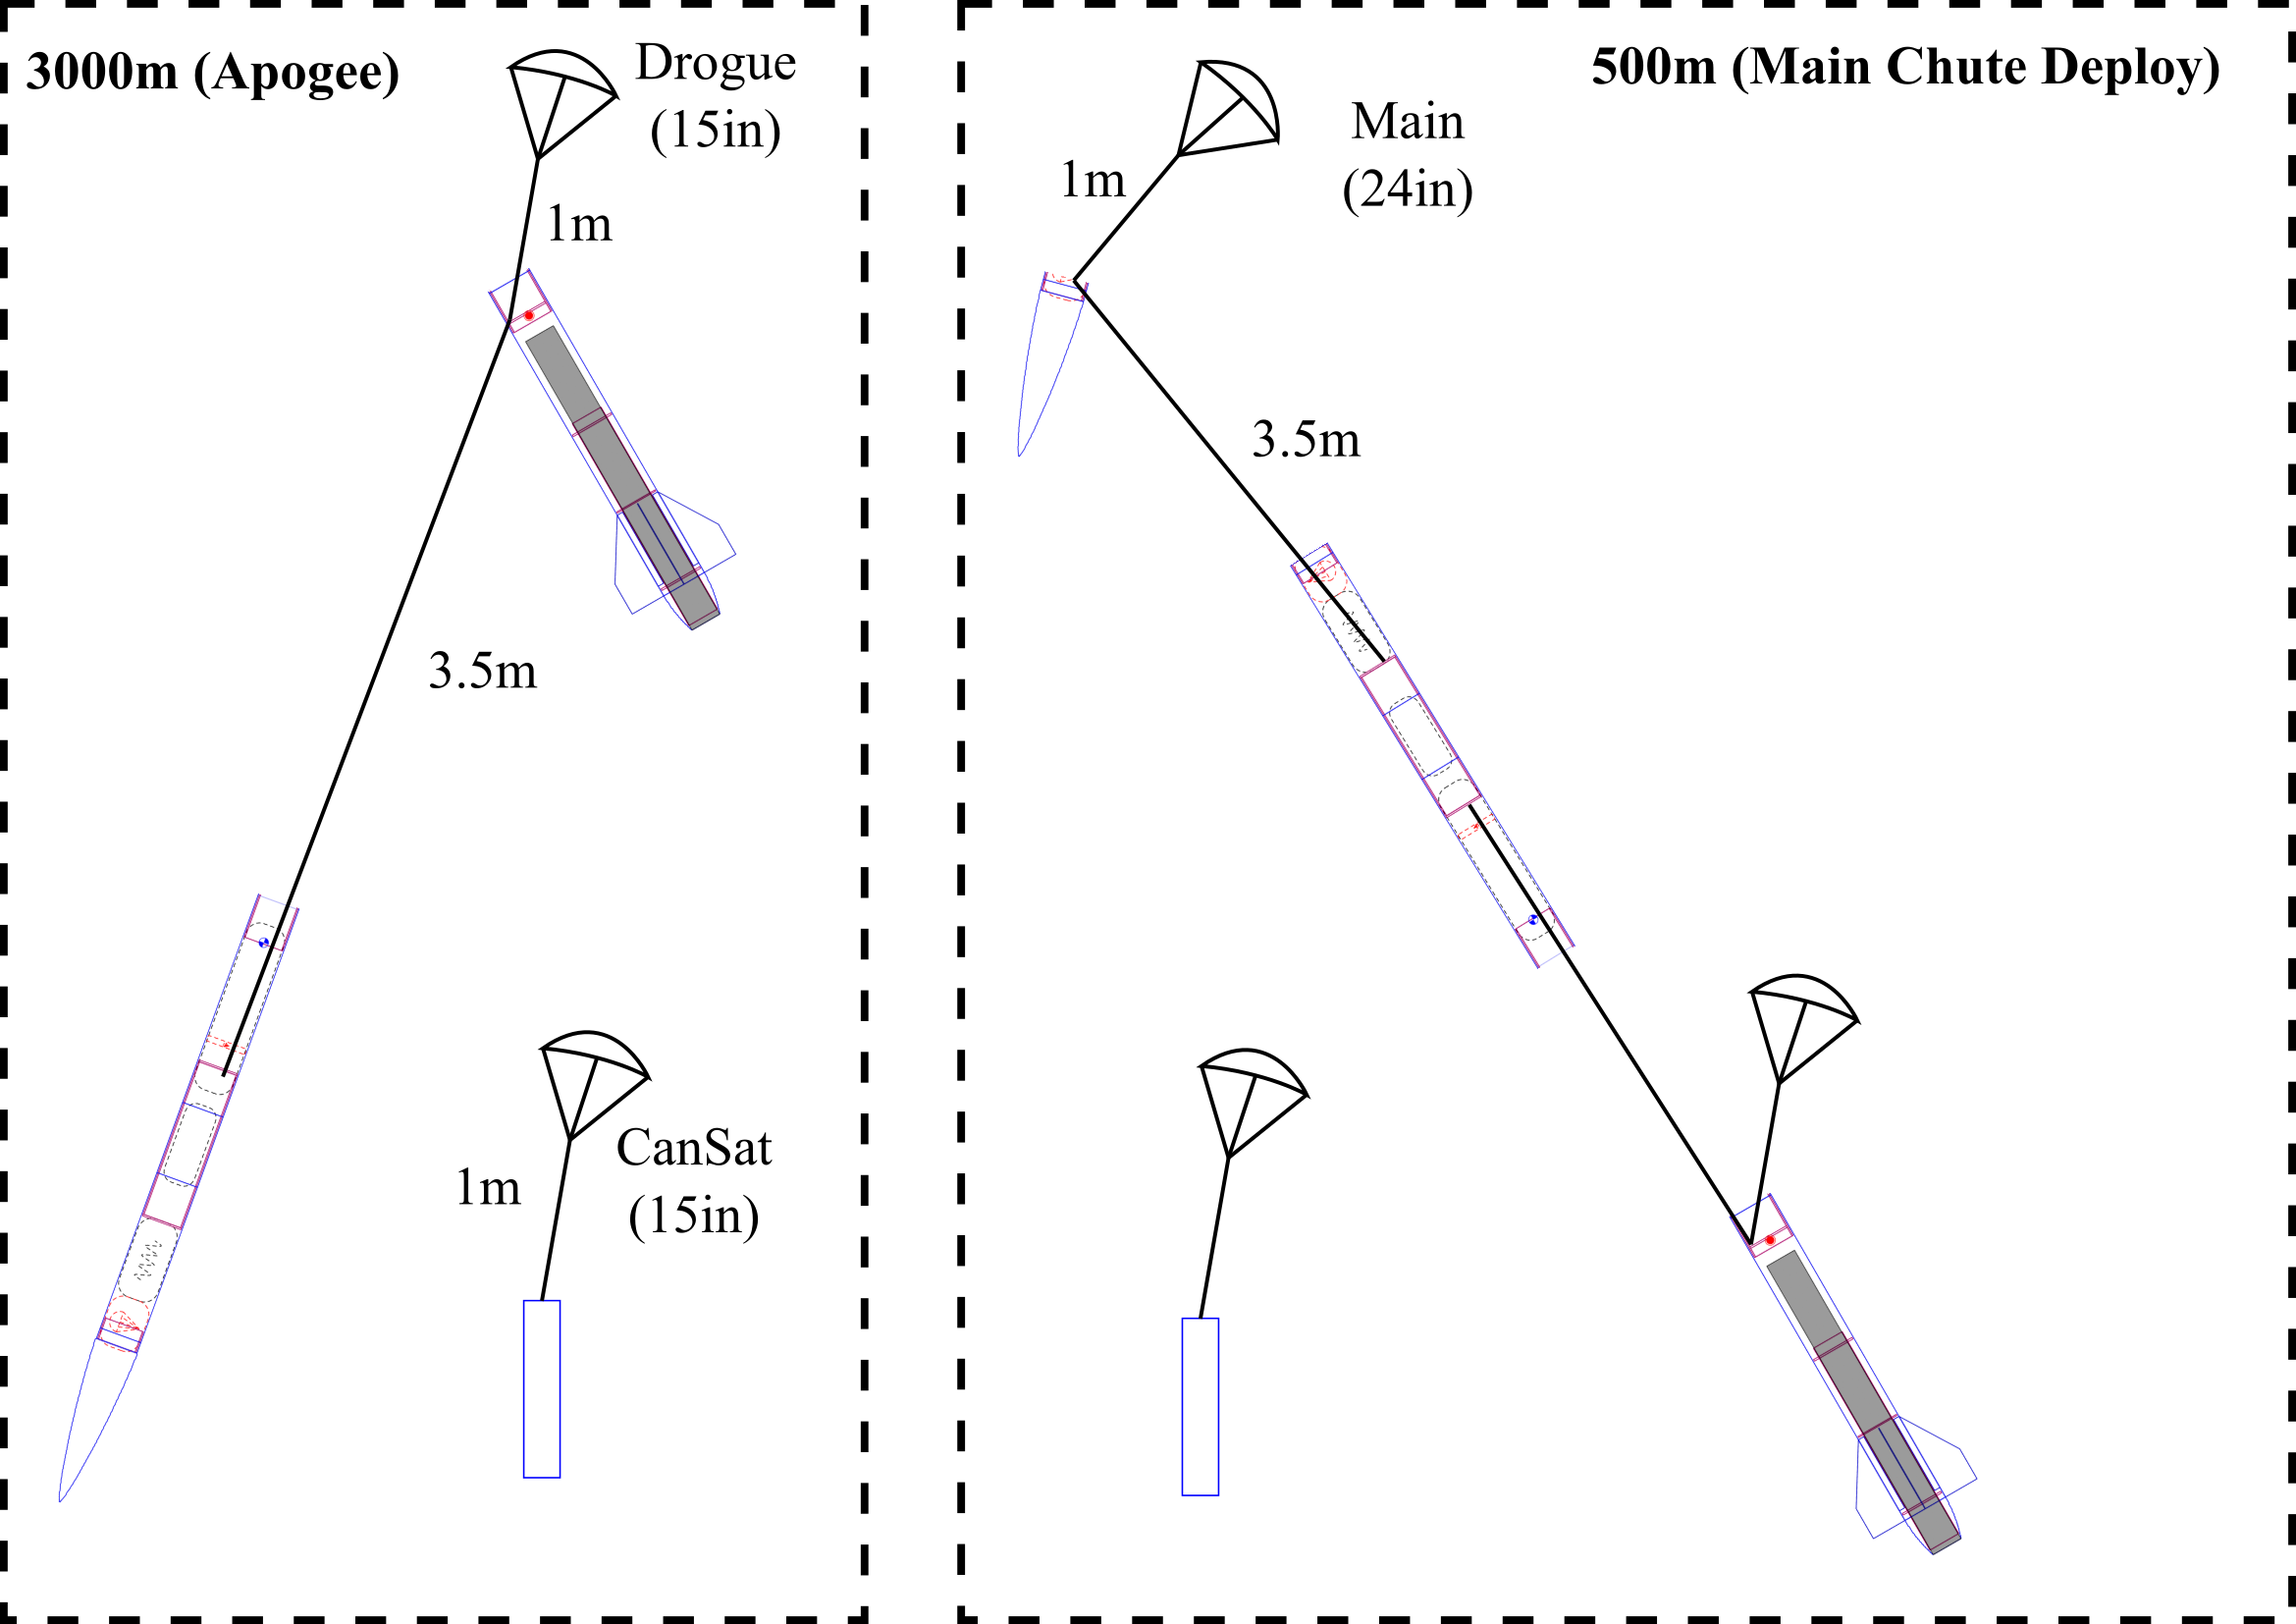 3000m (Apogee)
Drogue
(15in)
1m
3.5m
CanSat
(15in)
1m
500m (Main Chute Deploy)
Main
(24in)
1m
3.5m